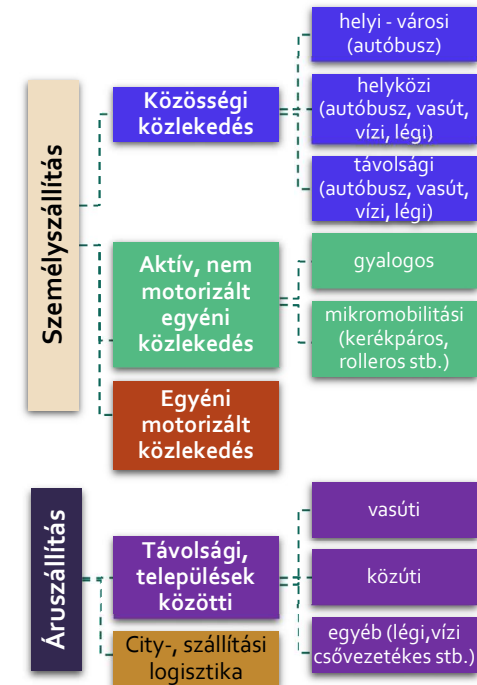 Személyszállítás
Közösségi
közlekedés
helyi - városi
(autóbusz)
helyközi
(autóbusz, vasút,
vízi, légi)
távolsági
(autóbusz, vasút,
vízi, légi)
Aktív, nem
motorizált
egyéni
közlekedés
gyalogos
mikromobilitási
(kerékpáros,
rolleros stb.)
Egyéni
motorizált
közlekedés
Áruszállítás
Távolsági,
települések
közötti
vasúti
közúti
egyéb (légi,vízi
csővezetékes stb.)
City-, szállítási
logisztika